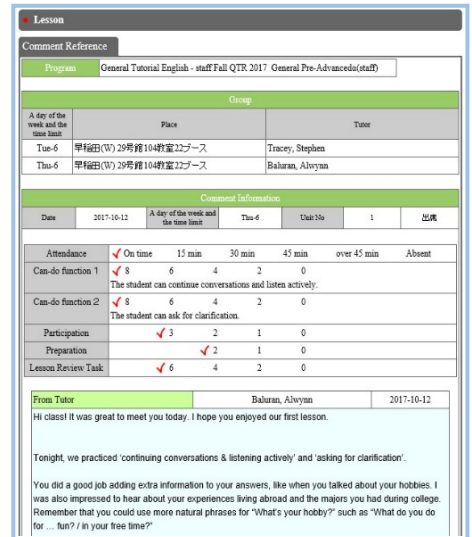 Lesson
Comment Reference
Program General Tutorial English - staff Fall QTR 2017 General Pre-Advanceda(staff)
Group
A day of the week and the time limit Place Tutor
Tue-6 早稲田(W) 29号館104教室22ブース Tracey, Stephen
Thu-6 早稲田(W) 29号館104教室22ブース Baluran, Alwynn
Comment Information
Date 2017-10-12 A day of the week and the time limit Thu-6 Unit No 1 出席
Attendance On time 15 min 30 min 45 min over 45 min Absent
Can-do function 1 8 6 4 2 0
The student can continue conversations and listen actively.
Can-do function 2 8 6 4 2 0
The student can ask for clarification.
Participation 3 2 1 0
Preparation 2 1 0
Lesson Review Task 6 4 2 0
From Tutor Baluran, Alwynn 2017-10-12
Hi class! It was great to meet you today. I hope you enjoyed our first lesson.
Tonight, we practiced 'continuing conversations & listening actively' and 'asking for clarification'.
You did a good job adding extra information to your answers, like when you talked about your hobbies. I
was also impressed to hear about your experiences living abroad and the majors you had during college.
Remember that you could use more natural phrases for "What's your hobby?" such as "What do you do
for ... fun? / in your free time?"